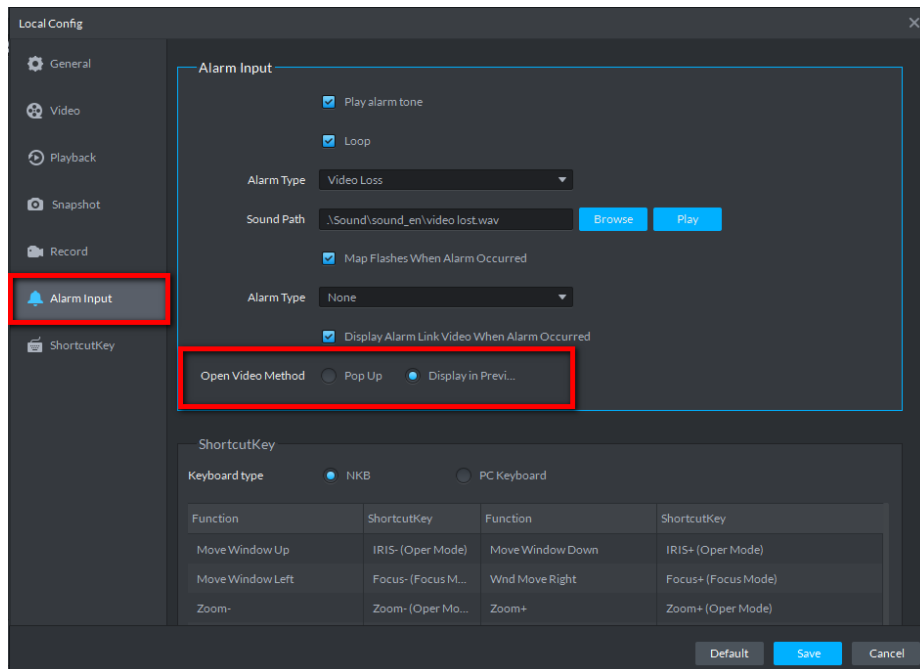 Local Config
General
Video
Playback
Snapshot
Record
Alarm Input
ShortcutKey
Alarm Input
Play alarm tone
Loop
Alarm Type Video Loss
Sound Path .\Sound\sound_en\video lost.wav Browse Play
Map Flashes When Alarm Occurred
Alarm Type None
Display Alarm Link Video When Alarm Occurred
Open Video Method Pop Up Display in Previ...
ShortcutKey
Keyboard type NKB PC Keyboard
Function ShortcutKey Function ShortcutKey
Move Window Up IRIS- (Oper Mode) Move Window Down IRIS+ (Oper Mode)
Move Window Left Focus- (Focus M... Wnd Move Right Focus+ (Focus Mode)
Zoom- Zoom- (Oper Mo... Zoom+ Zoom+ (Oper Mode)
Default Save Cancel